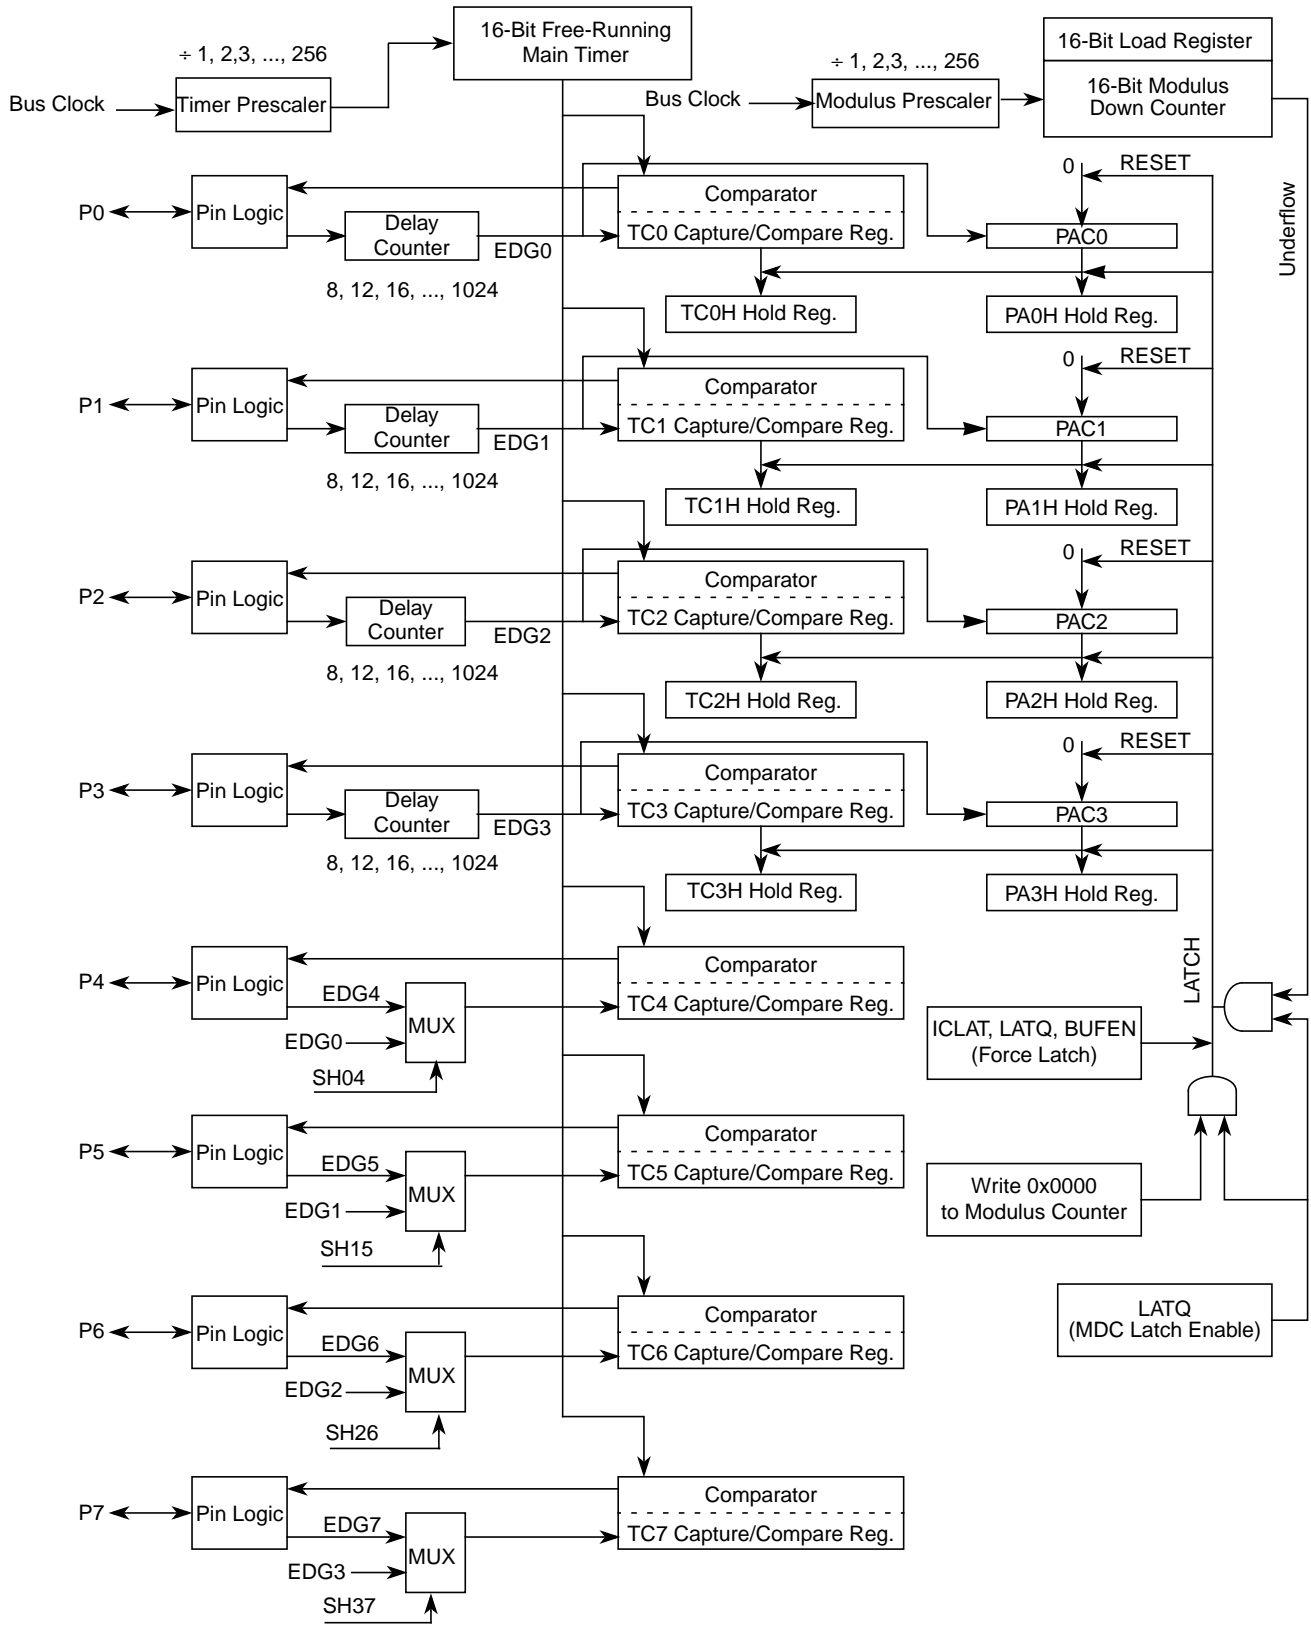 16-Bit Free-Running
Main Timer
16-Bit Load Register
16-Bit Modulus
Down Counter
÷ 1, 2,3, ..., 256
Bus Clock
Timer Prescaler
÷ 1, 2,3, ..., 256
Bus Clock
Modulus Prescaler
Underflow
P0
Pin Logic
Delay
Counter
8, 12, 16, ..., 1024
EDG0
Comparator
TC0 Capture/Compare Reg.
TC0H Hold Reg.
0
RESET
PAC0
PA0H Hold Reg.
P1
Pin Logic
Delay
Counter
8, 12, 16, ..., 1024
EDG1
Comparator
TC1 Capture/Compare Reg.
TC1H Hold Reg.
0
RESET
PAC1
PA1H Hold Reg.
P2
Pin Logic
Delay
Counter
8, 12, 16, ..., 1024
EDG2
Comparator
TC2 Capture/Compare Reg.
TC2H Hold Reg.
0
RESET
PAC2
PA2H Hold Reg.
P3
Pin Logic
Delay
Counter
8, 12, 16, ..., 1024
EDG3
Comparator
TC3 Capture/Compare Reg.
TC3H Hold Reg.
0
RESET
PAC3
PA3H Hold Reg.
LATCH
P4
Pin Logic
EDG4
EDG0
MUX
SH04
Comparator
TC4 Capture/Compare Reg.
ICLAT, LATQ, BUFEN
(Force Latch)
P5
Pin Logic
EDG5
EDG1
MUX
SH15
Comparator
TC5 Capture/Compare Reg.
Write 0x0000
to Modulus Counter
P6
Pin Logic
EDG6
EDG2
MUX
SH26
Comparator
TC6 Capture/Compare Reg.
LATQ
(MDC Latch Enable)
P7
Pin Logic
EDG7
EDG3
MUX
SH37
Comparator
TC7 Capture/Compare Reg.